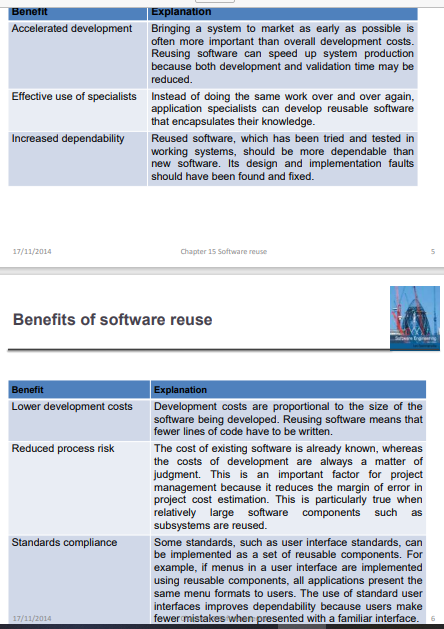 Benefit Explanation
Accelerated development Bringing a system to market as early as possible is
often more important than overall development costs.
Reusing software can speed up system production
because both development and validation time may be
reduced.
Effective use of specialists Instead of doing the same work over and over again,
application specialists can develop reusable software
that encapsulates their knowledge.
Increased dependability Reused software, which has been tried and tested in
working systems, should be more dependable than
new software. Its design and implementation faults
should have been found and fixed.
17/11/2014 Chapter 15 Software reuse 5
Benefits of software reuse
Software Engineering
Benefit Explanation
Lower development costs Development costs are proportional to the size of the
software being developed. Reusing software means that
fewer lines of code have to be written.
Reduced process risk The cost of existing software is already known, whereas
the costs of development are always a matter of
judgment. This is an important factor for project
management because it reduces the margin of error in
project cost estimation. This is particularly true when
relatively large software components such as
subsystems are reused.
Standards compliance Some standards, such as user interface standards, can
be implemented as a set of reusable components. For
example, if menus in a user interface are implemented
using reusable components, all applications present the
same menu formats to users. The use of standard user
interfaces improves dependability because users make
fewer mistakes when presented with a familiar interface.
17/11/2014 6